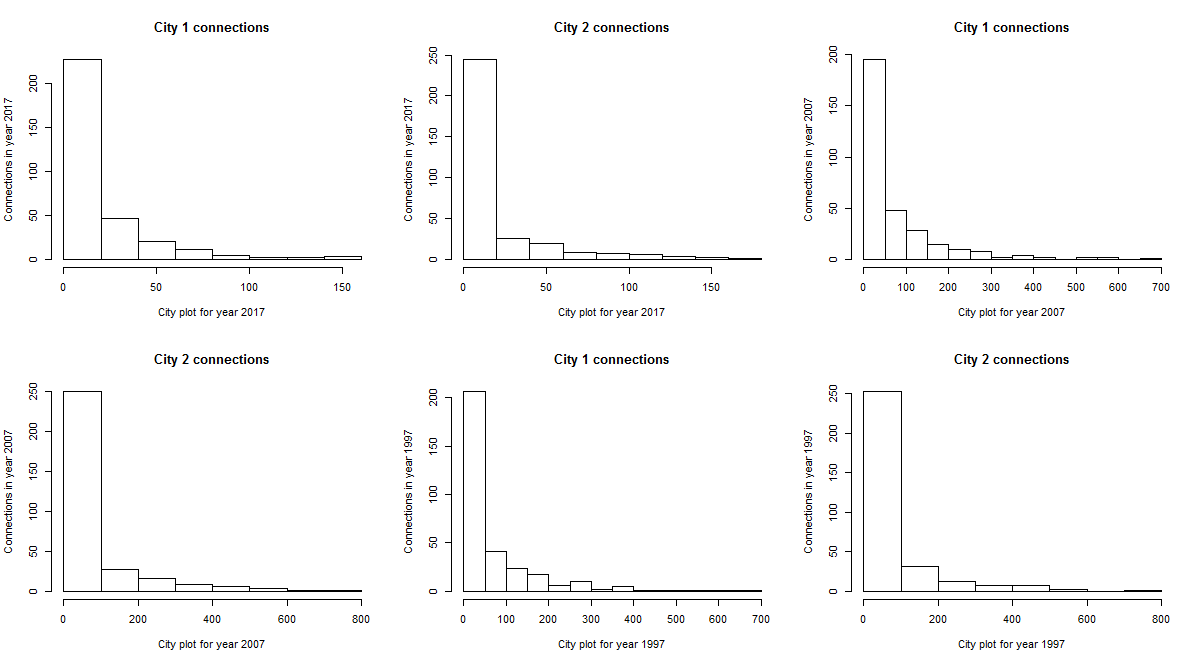 City 1 connections
Connections in year 2017
200
150
100
50
0
0 50 100 150
City plot for year 2017
City 2 connections
Connections in year 2017
250
200
150
100
50
0
0 50 100 150
City plot for year 2017
City 1 connections
Connections in year 2007
200
150
100
50
0
0 100 200 300 400 500 600 700
City plot for year 2007
City 2 connections
Connections in year 2007
250
200
150
100
50
0
0 200 400 600 800
City plot for year 2007
City 1 connections
Connections in year 1997
200
150
100
50
0
0 100 200 300 400 500 600 700
City plot for year 1997
City 2 connections
Connections in year 1997
250
200
150
100
50
0
0 200 400 600 800
City plot for year 1997